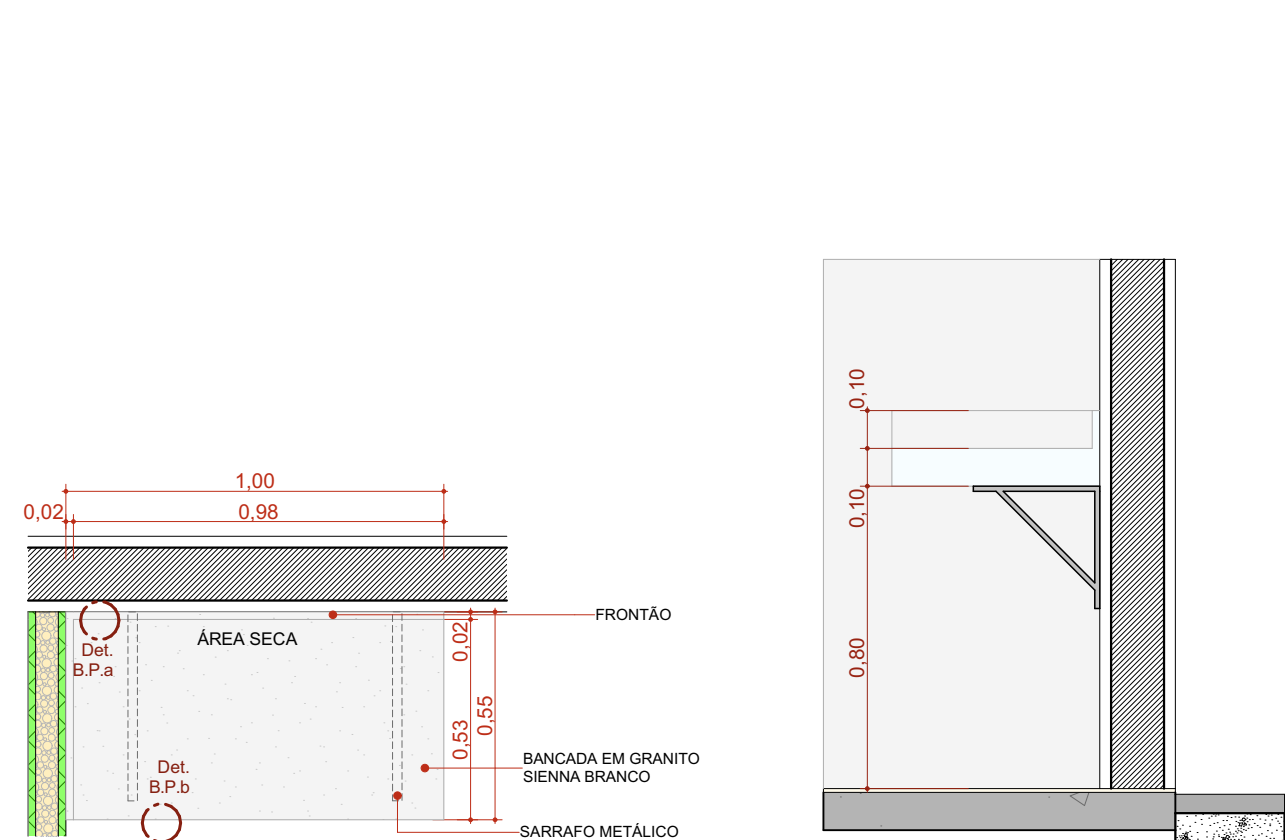 1,00
0,02
0,98
FRONTÃO
ÁREA SECA
Det.
B.P.a
0,02
0,53
0,55
BANCADA EM GRANITO
SIENNA BRANCO
Det.
B.P.b
SARRAFO METÁLICO
0,10
0,10
0,80